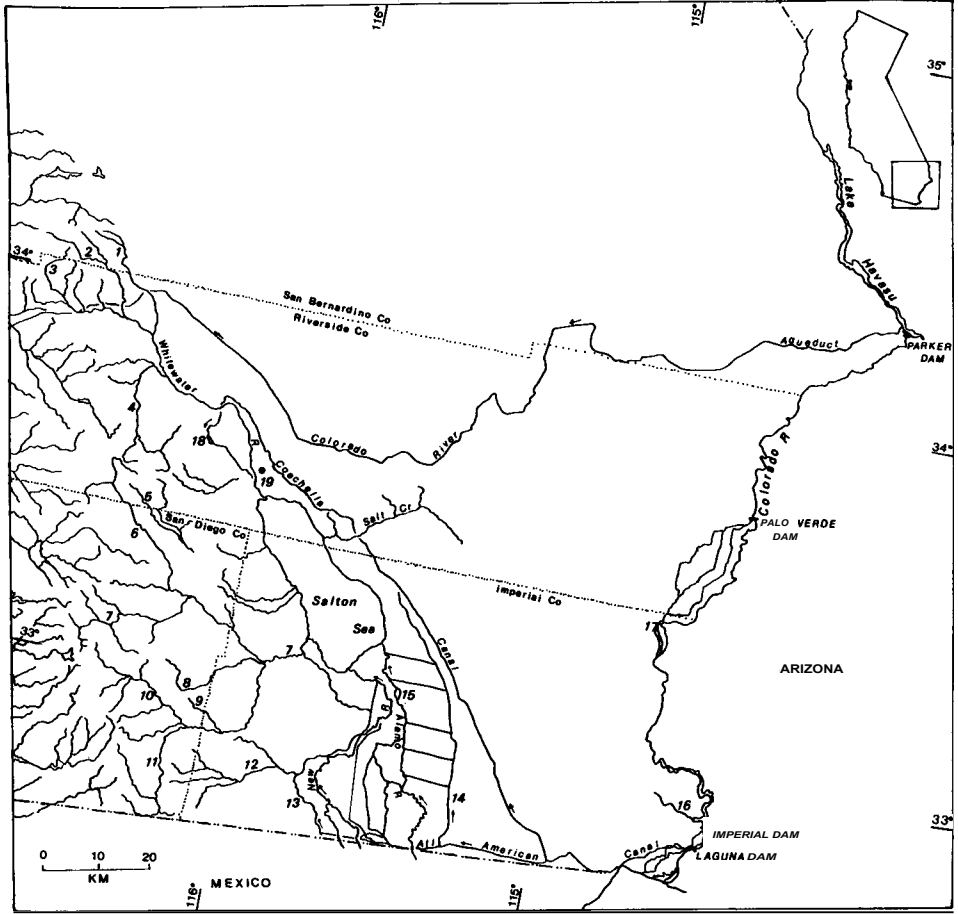 116°
115°
35°
Lake
Havasu
34°
1
2
3
San Bernardino Co
Riverside Co
Aqueduct
PARKER
DAM
Whitewater
R
4
Colorado
River
18
19
Coachella
Canal
Colorado R
34°
Salt Cr
5
San Diego Co
6
PALO VERDE
DAM
Imperial Co
Salton
Sea
17
7
33°
7
ARIZONA
8
9
10
15
New
R
Alamo
R
11
12
13
14
16
33°
IMPERIAL DAM
All American
Canal
LAGUNA DAM
0 10 20
KM
MEXICO
116°
115°